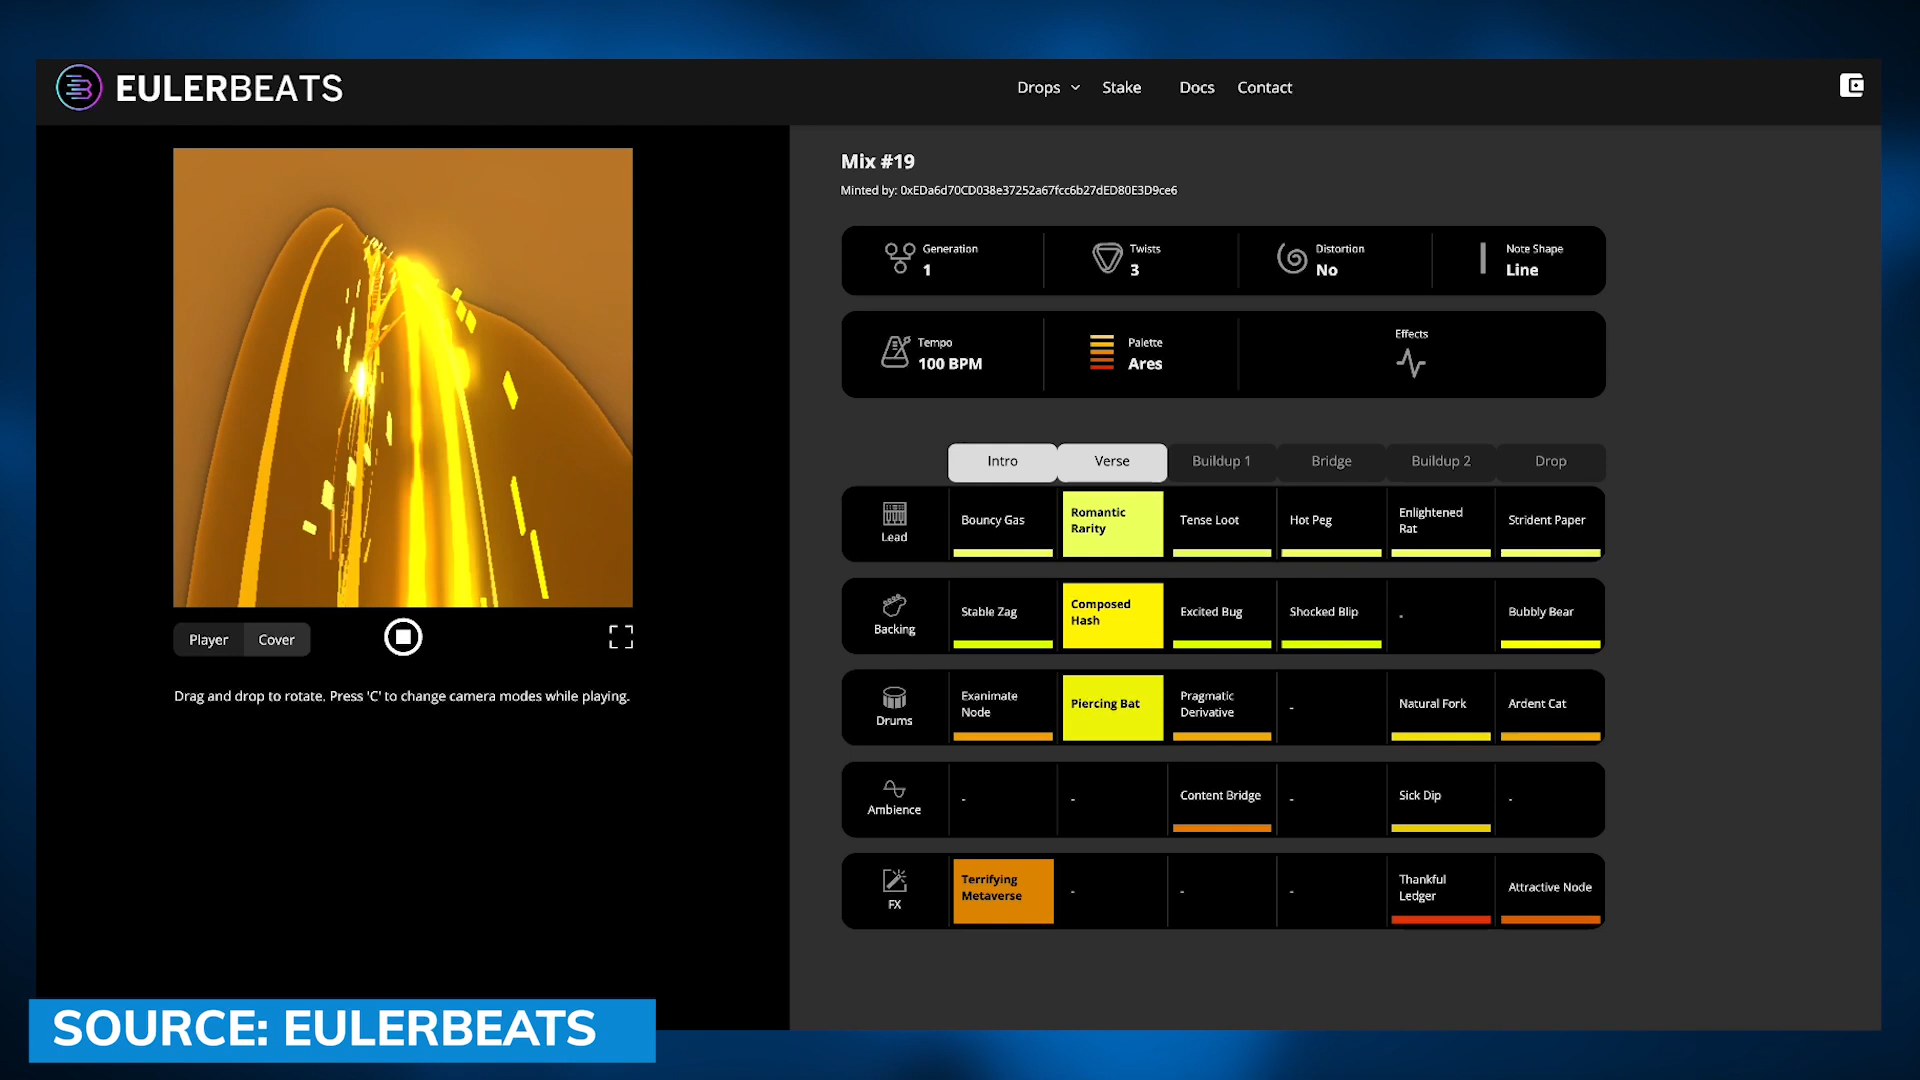 EULERBEATS
Drops
Stake
Docs
Contact
Mix #19
Minted by: 0xEDa6d70CD038e37252a67fcc6b27dED80E3D9ce6
Generation
1
Twists
3
Distortion
No
Note Shape
Line
Tempo
100 BPM
Palette
Ares
Effects
Player
Cover
Drag and drop to rotate. Press 'C' to change camera modes while playing.
Intro
Verse
Buildup 1
Bridge
Buildup 2
Drop
Lead
Bouncy Gas
Romantic
Rarity
Tense Loot
Hot Peg
Enlightened
Rat
Strident Paper
Backing
Stable Zag
Composed
Hash
Excited Bug
Shocked Blip
-
Bubbly Bear
Drums
Exanimate
Node
Piercing Bat
Pragmatic
Derivative
-
Natural Fork
Ardent Cat
Ambience
-
-
Content Bridge
-
Sick Dip
-
FX
Terrifying
Metaverse
-
-
-
Thankful
Ledger
Attractive Node
SOURCE: EULERBEATS